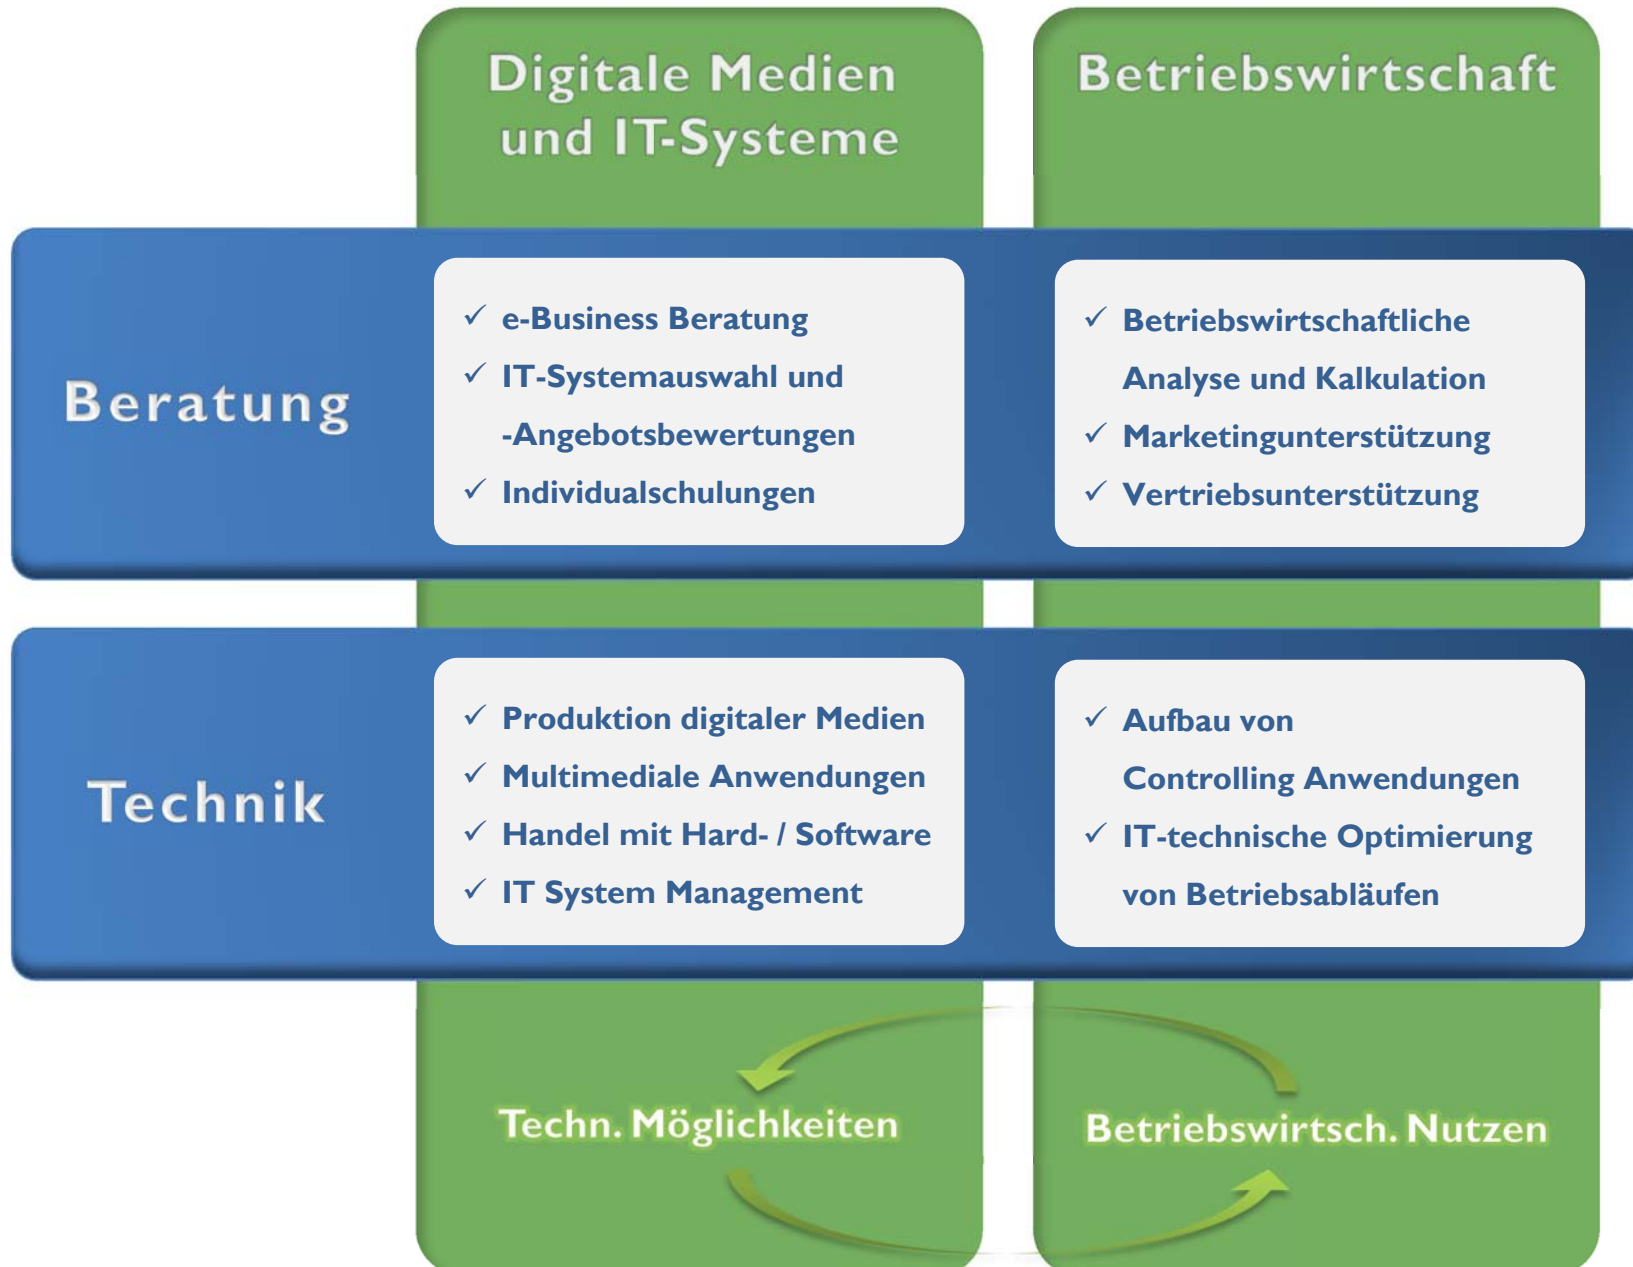 Digitale Medien
und IT-Systeme
Betriebswirtschaft
Beratung
✓ e-Business Beratung
✓ IT-Systemauswahl und
-Angebotsbewertungen
✓ Individualschulungen
✓ Betriebswirtschaftliche
Analyse und Kalkulation
✓ Marketingunterstützung
✓ Vertriebsunterstützung
Technik
✓ Produktion digitaler Medien
✓ Multimediale Anwendungen
✓ Handel mit Hard- / Software
✓ IT System Management
✓ Aufbau von
Controlling Anwendungen
✓ IT-technische Optimierung
von Betriebsabläufen
Techn. Möglichkeiten
Betriebswirtsch. Nutzen